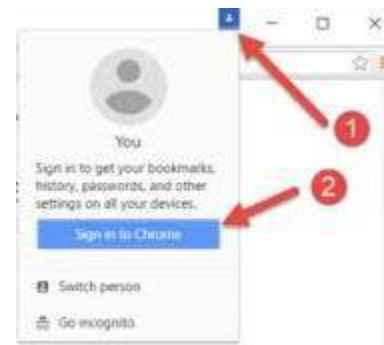 1
You
Sign in to get your bookmarks,
history, passwords, and other
settings on all your devices.
2
Sign in to Chrome
Switch person
Go incognito